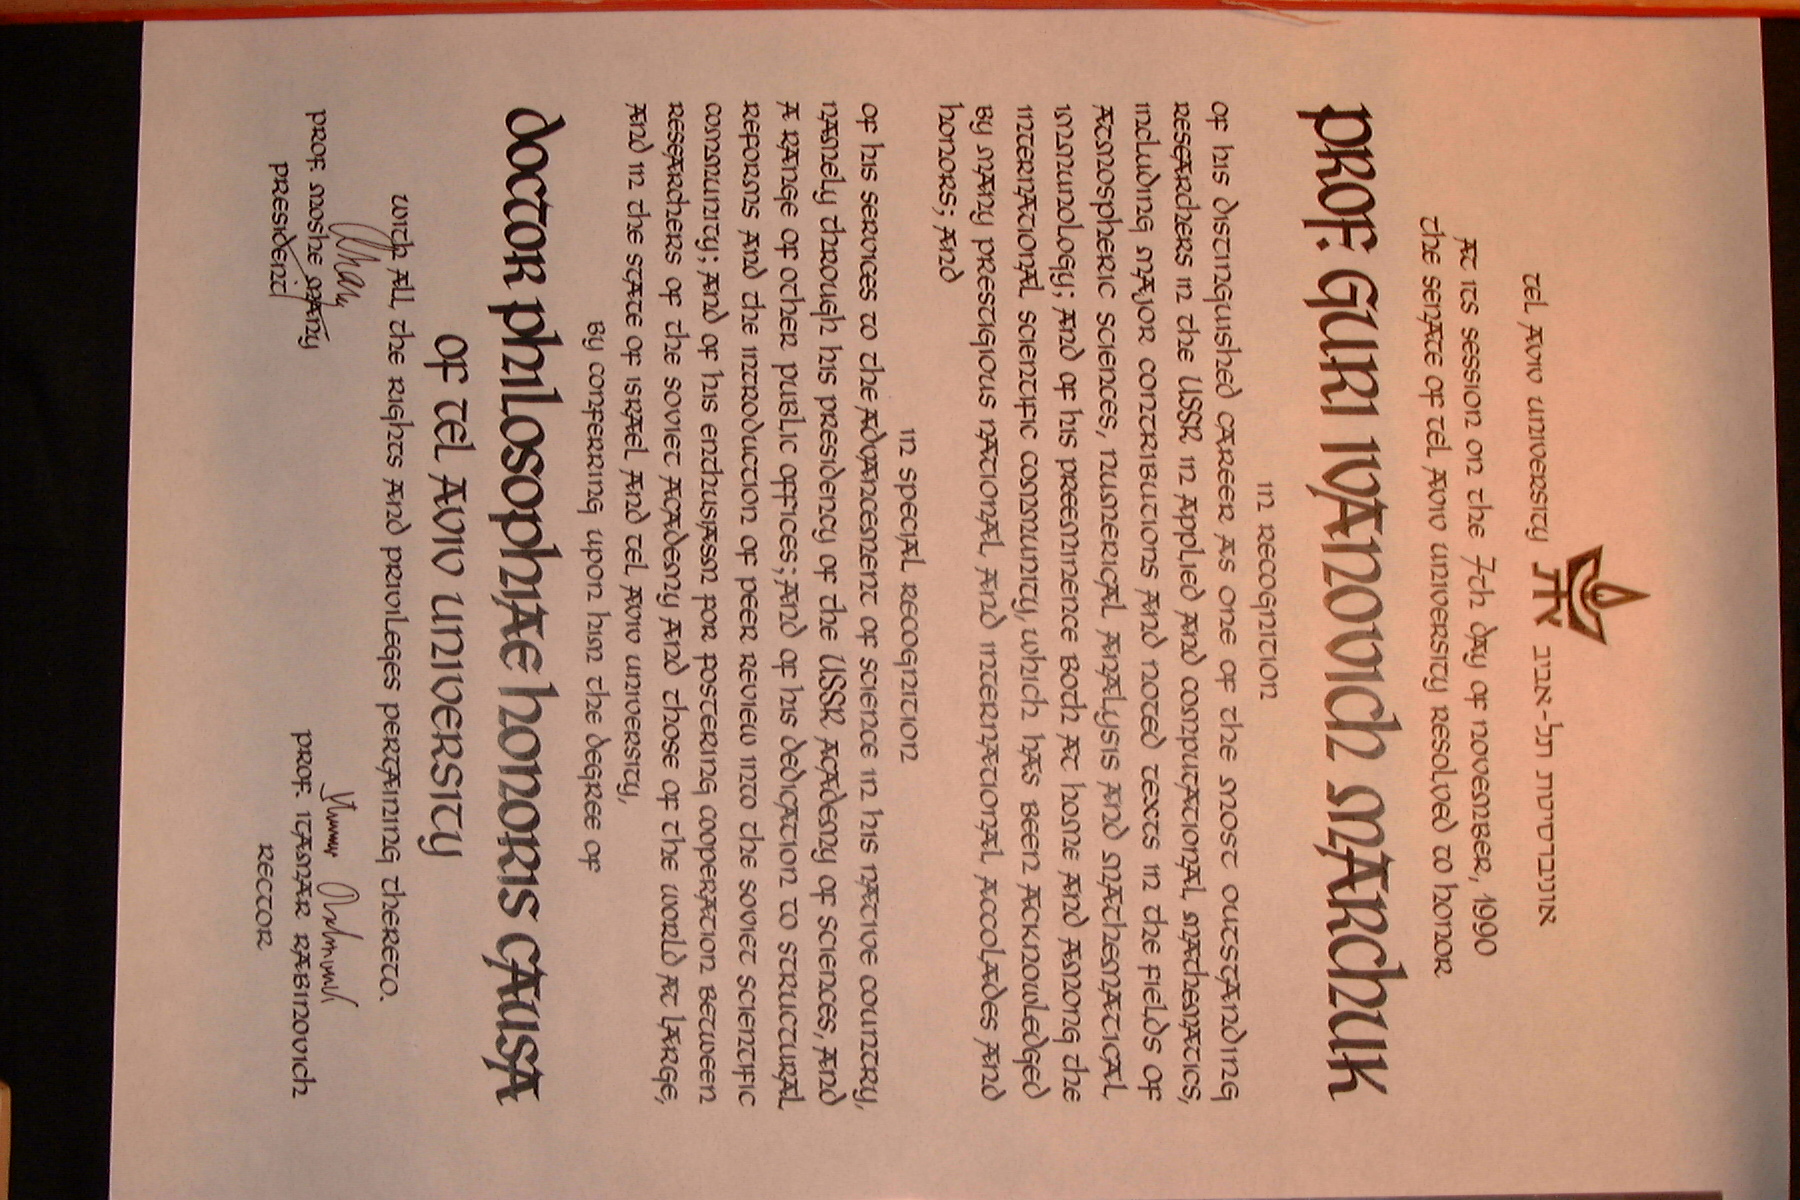 Tel Aviv University אוניברסיטת תל-אביב
At its session on the 7th day of November, 1990
the Senate of Tel Aviv University resolved to honor
Prof. Guri Ivanovich Marchuk
in recognition
of his distinguished career as one of the most outstanding
researchers in the USSR in applied and computational mathematics,
including major contributions and noted texts in the fields of
atmospheric sciences, numerical analysis and mathematical
immunology; and of his preeminence both at home and among the
international scientific community, which has been acknowledged
by many prestigious national and international accolades and
honors; and
in special recognition
of his services to the advancement of science in his native country,
namely through his presidency of the USSR Academy of Sciences, and
a range of other public offices; and of his dedication to structural
reforms and the introduction of peer review into the Soviet scientific
community; and of his enthusiasm for fostering cooperation between
researchers of the Soviet Academy and those of the world at large,
and in the State of Israel and Tel Aviv University,
by conferring upon him the degree of
Doctor Philosophiae Honoris Causa
of Tel Aviv University
with all the rights and privileges pertaining thereto.
Prof. Moshe Many Prof. Itamar Rabinovich
President Rector